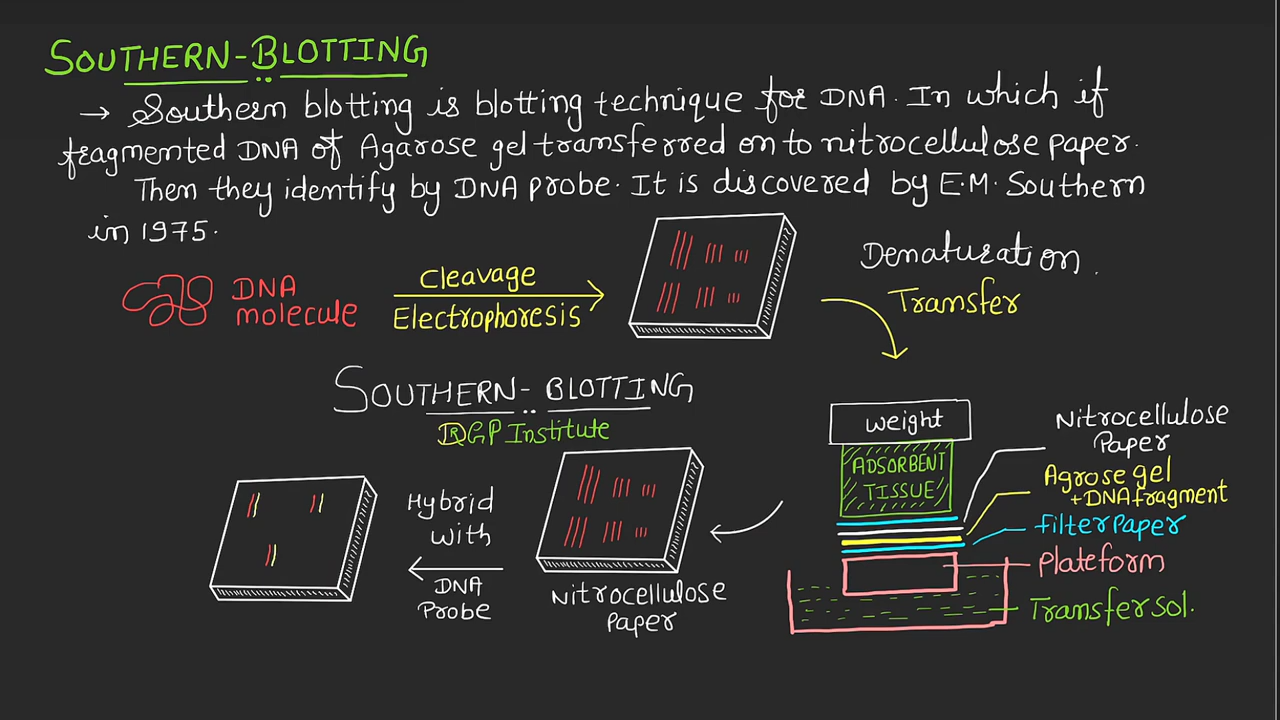 SOUTHERN-BLOTTING
→ Southern blotting is blotting technique for DNA. In which if
fragmented DNA of Agarose gel transferred on to nitrocellulose paper.
Then they identify by DNA probe. It is discovered by E.M. Southern
in 1975.
DNA
molecule
Cleavage
Electrophoresis
Denaturation
Transfer
SOUTHERN-BLOTTING
RGP Institute
weight
ADSORBENT
TISSUE
Nitrocellulose
Paper
Agrose gel
+DNA fragment
Filter Paper
Plateform
Transfer sol.
Nitrocellulose
Paper
Hybrid
with
DNA
Probe